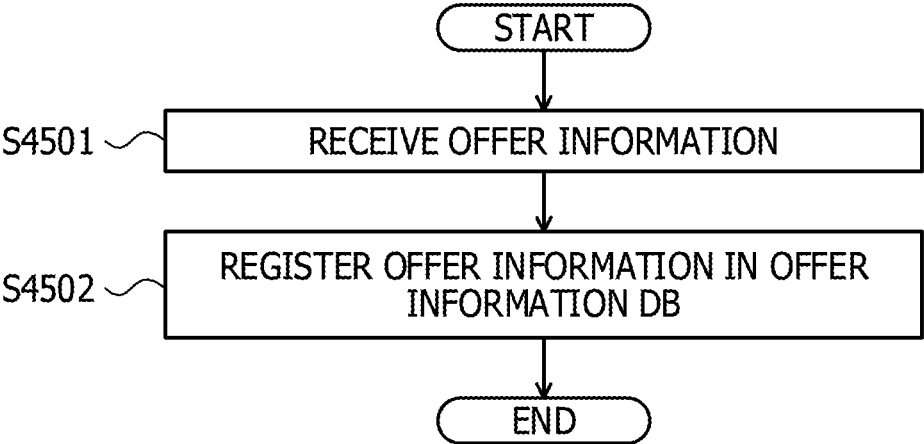 START
S4501
RECEIVE OFFER INFORMATION
S4502
REGISTER OFFER INFORMATION IN OFFER
INFORMATION DB
END